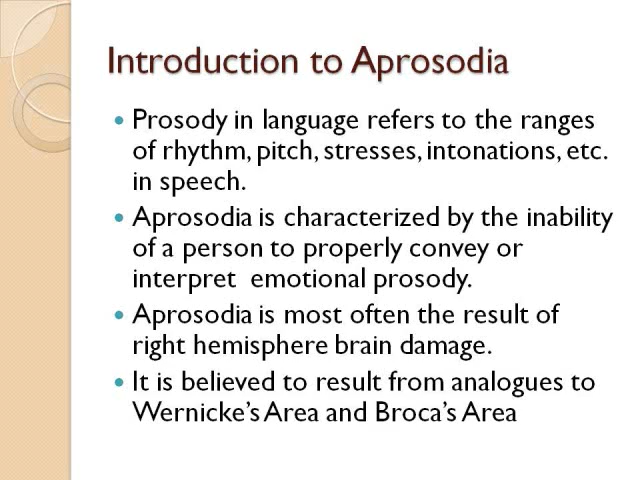 Introduction to Aprosodia
Prosody in language refers to the ranges
of rhythm, pitch, stresses, intonations, etc.
in speech.
Aprosodia is characterized by the inability
of a person to properly convey or
interpret  emotional prosody.
Aprosodia is most often the result of
right hemisphere brain damage.
It is believed to result from analogues to
Wernicke's Area and Broca's Area